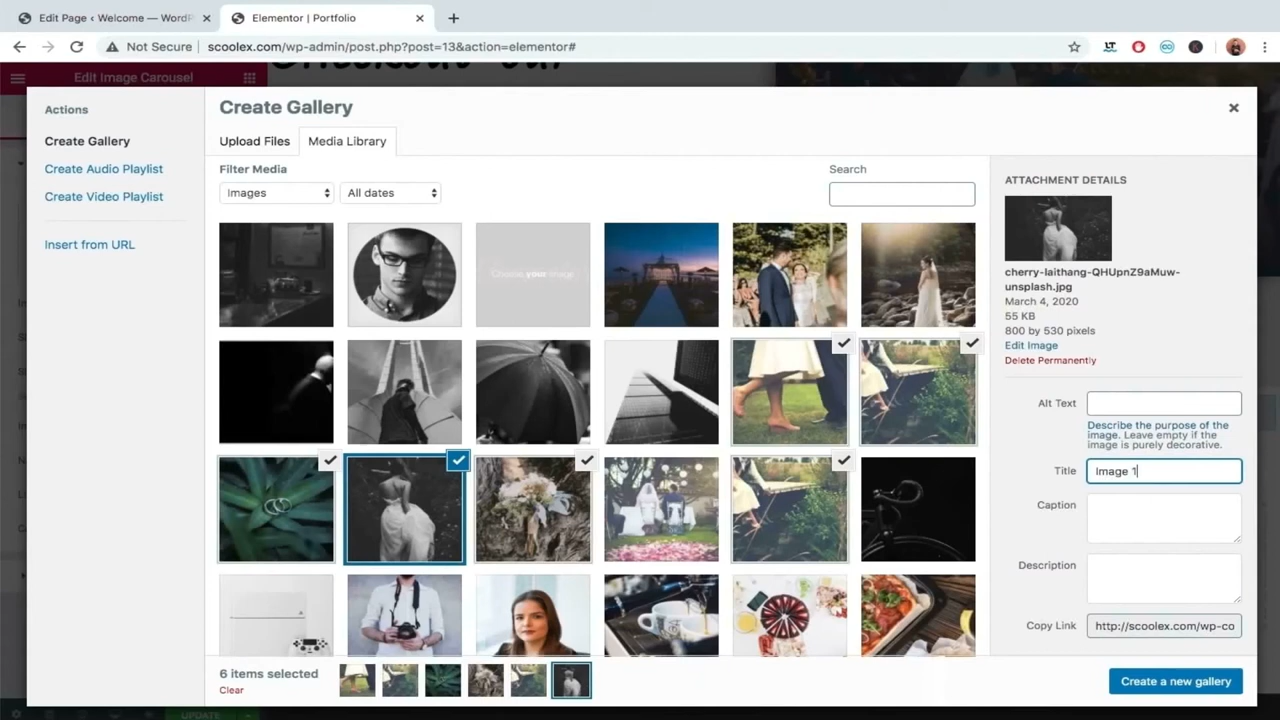 Edit Page ‹ Welcome — WordP
Elementor | Portfolio
Not Secure
scoolex.com/wp-admin/post.php?post=13&action=elementor#
LT
Edit Image Carousel
Actions
Create Gallery
Create Audio Playlist
Create Video Playlist
Insert from URL
Create Gallery
Upload Files
Media Library
Filter Media
Search
Images
All dates
Choose your image
ATTACHMENT DETAILS
cherry-laithang-QHUpnZ9aMuw-
unsplash.jpg
March 4, 2020
55 KB
800 by 530 pixels
Edit Image
Delete Permanently
Alt Text
Describe the purpose of the
image. Leave empty if the
image is purely decorative.
Title
Image 1
Caption
Description
Copy Link
http://scoolex.com/wp-co
6 items selected
Clear
Create a new gallery
UPDATE